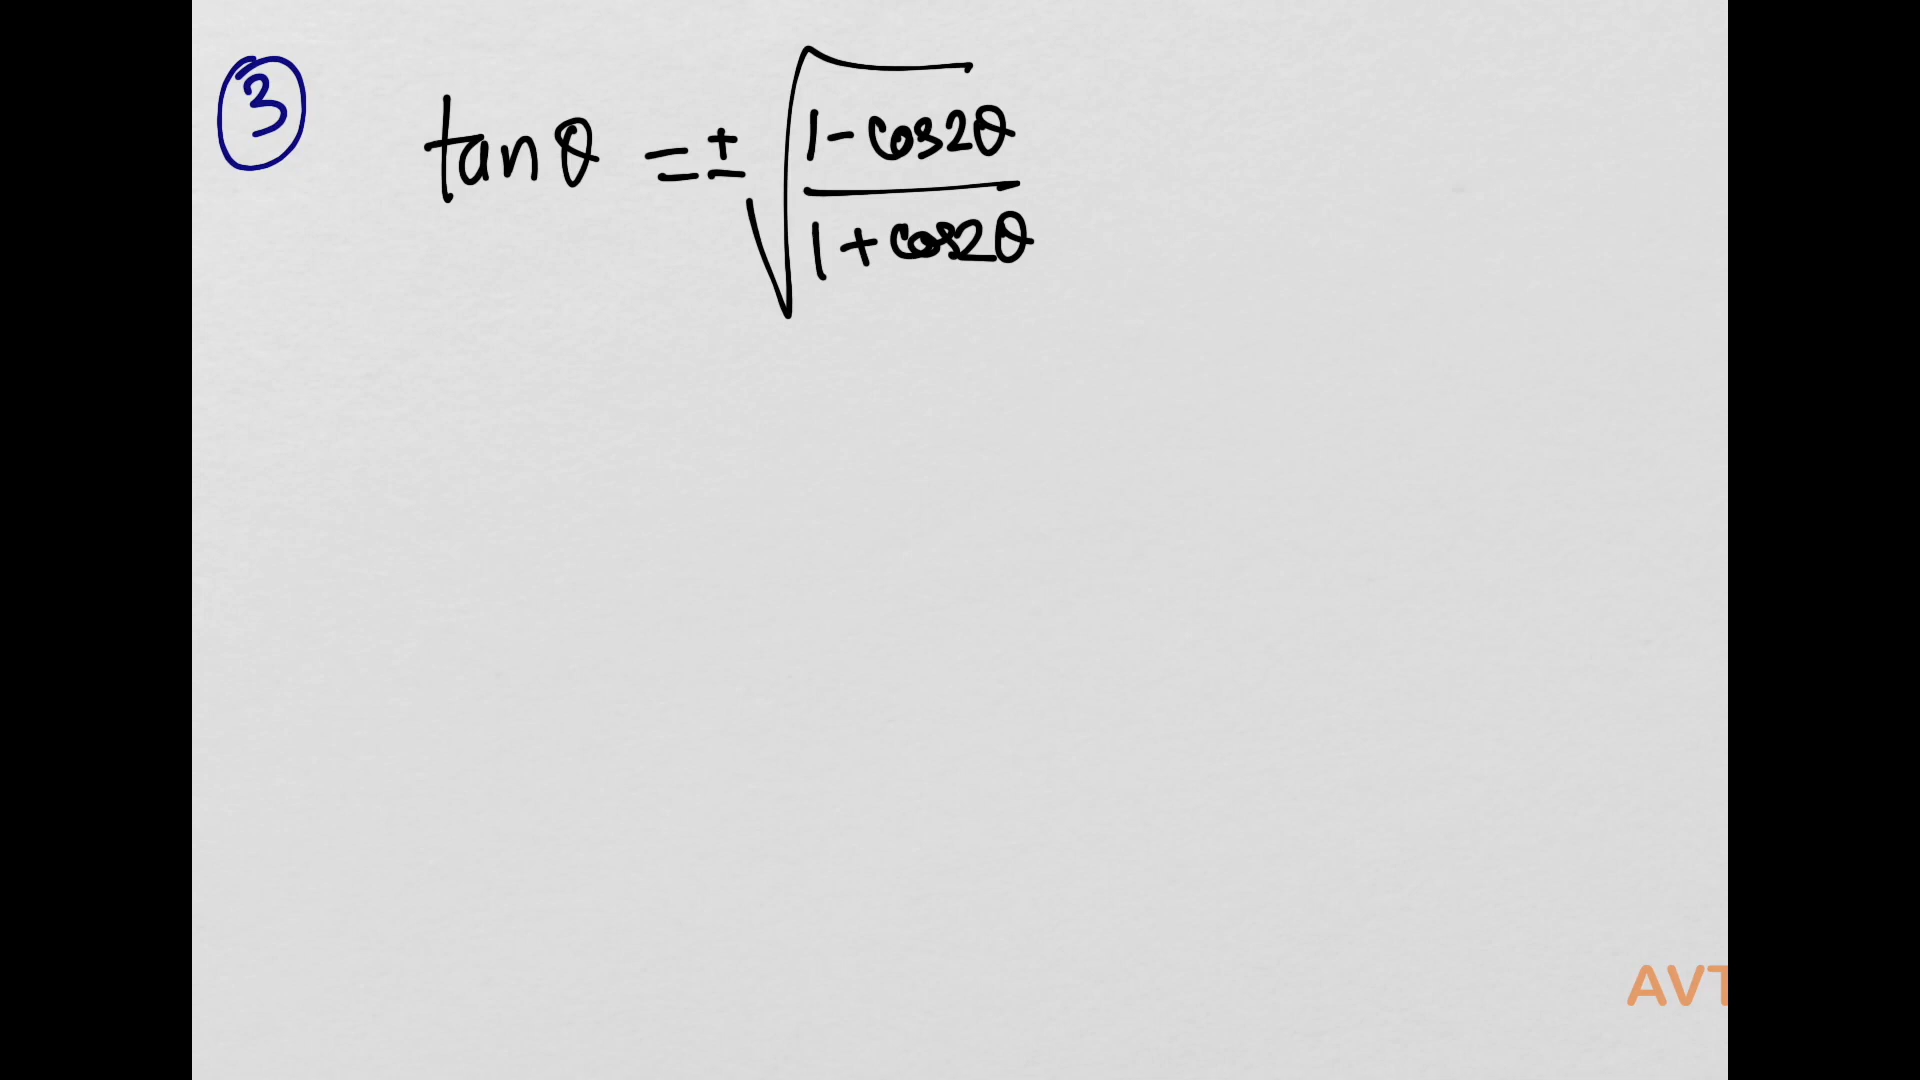 3
tan θ = ± √((1 - cos2θ)/(1 + cos2θ))
AVT